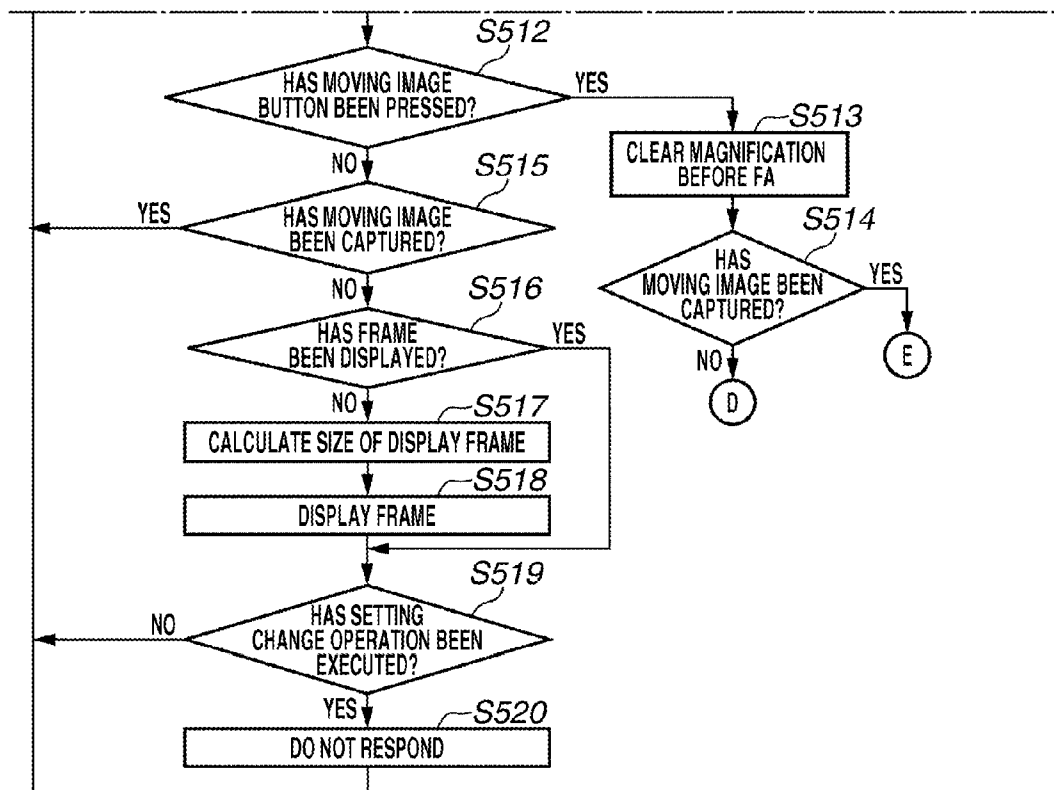 S512
HAS MOVING IMAGE
BUTTON BEEN PRESSED?
YES
NO
S513
CLEAR MAGNIFICATION
BEFORE FA
S515
HAS MOVING IMAGE
BEEN CAPTURED?
YES
NO
S514
HAS
MOVING IMAGE BEEN
CAPTURED?
YES
NO
E
D
S516
HAS FRAME
BEEN DISPLAYED?
YES
NO
S517
CALCULATE SIZE OF DISPLAY FRAME
S518
DISPLAY FRAME
S519
HAS SETTING
CHANGE OPERATION BEEN
EXECUTED?
NO
YES
S520
DO NOT RESPOND